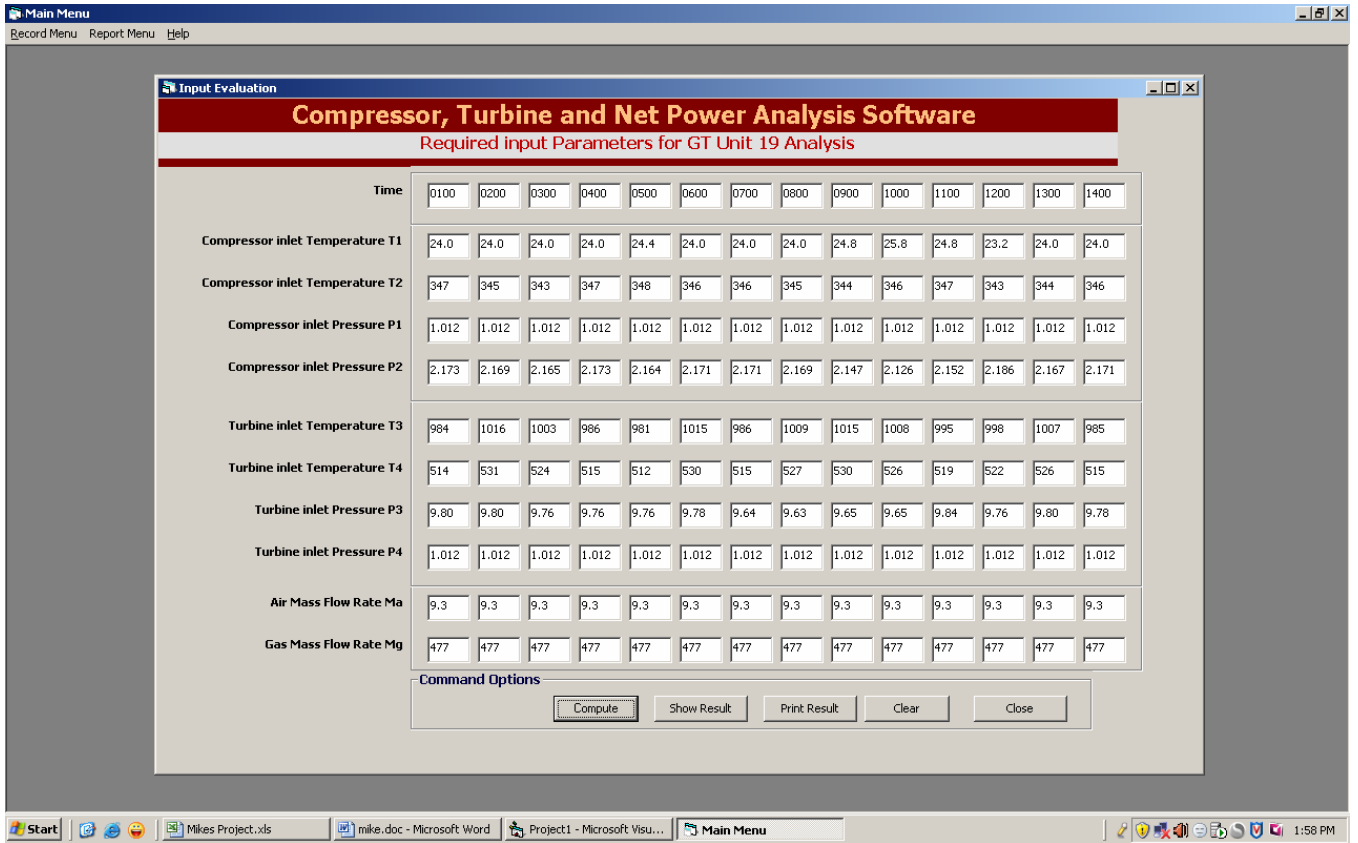 Main Menu
Record Menu Report Menu Help
Input Evaluation
Compressor, Turbine and Net Power Analysis Software
Required input Parameters for GT Unit 19 Analysis
Time 0100 0200 0300 0400 0500 0600 0700 0800 0900 1000 1100 1200 1300 1400
Compressor inlet Temperature T1 24.0 24.0 24.0 24.0 24.4 24.0 24.0 24.0 24.8 25.8 24.8 23.2 24.0 24.0
Compressor inlet Temperature T2 347 345 343 347 348 346 346 345 344 346 347 343 344 346
Compressor inlet Pressure P1 1.012 1.012 1.012 1.012 1.012 1.012 1.012 1.012 1.012 1.012 1.012 1.012 1.012 1.012
Compressor inlet Pressure P2 2.173 2.169 2.165 2.173 2.164 2.171 2.171 2.169 2.147 2.126 2.152 2.186 2.167 2.171
Turbine inlet Temperature T3 984 1016 1003 986 981 1015 986 1009 1015 1008 995 998 1007 985
Turbine inlet Temperature T4 514 531 524 515 512 530 515 527 530 526 519 522 526 515
Turbine inlet Pressure P3 9.80 9.80 9.76 9.76 9.76 9.78 9.64 9.63 9.65 9.65 9.84 9.76 9.80 9.78
Turbine inlet Pressure P4 1.012 1.012 1.012 1.012 1.012 1.012 1.012 1.012 1.012 1.012 1.012 1.012 1.012 1.012
Air Mass Flow Rate Ma 9.3 9.3 9.3 9.3 9.3 9.3 9.3 9.3 9.3 9.3 9.3 9.3 9.3 9.3
Gas Mass Flow Rate Mg 477 477 477 477 477 477 477 477 477 477 477 477 477 477
Command Options
Compute Show Result Print Result Clear Close
Start Mikes Project.xls mike.doc - Microsoft Word Project1 - Microsoft Visu... Main Menu 1:58 PM